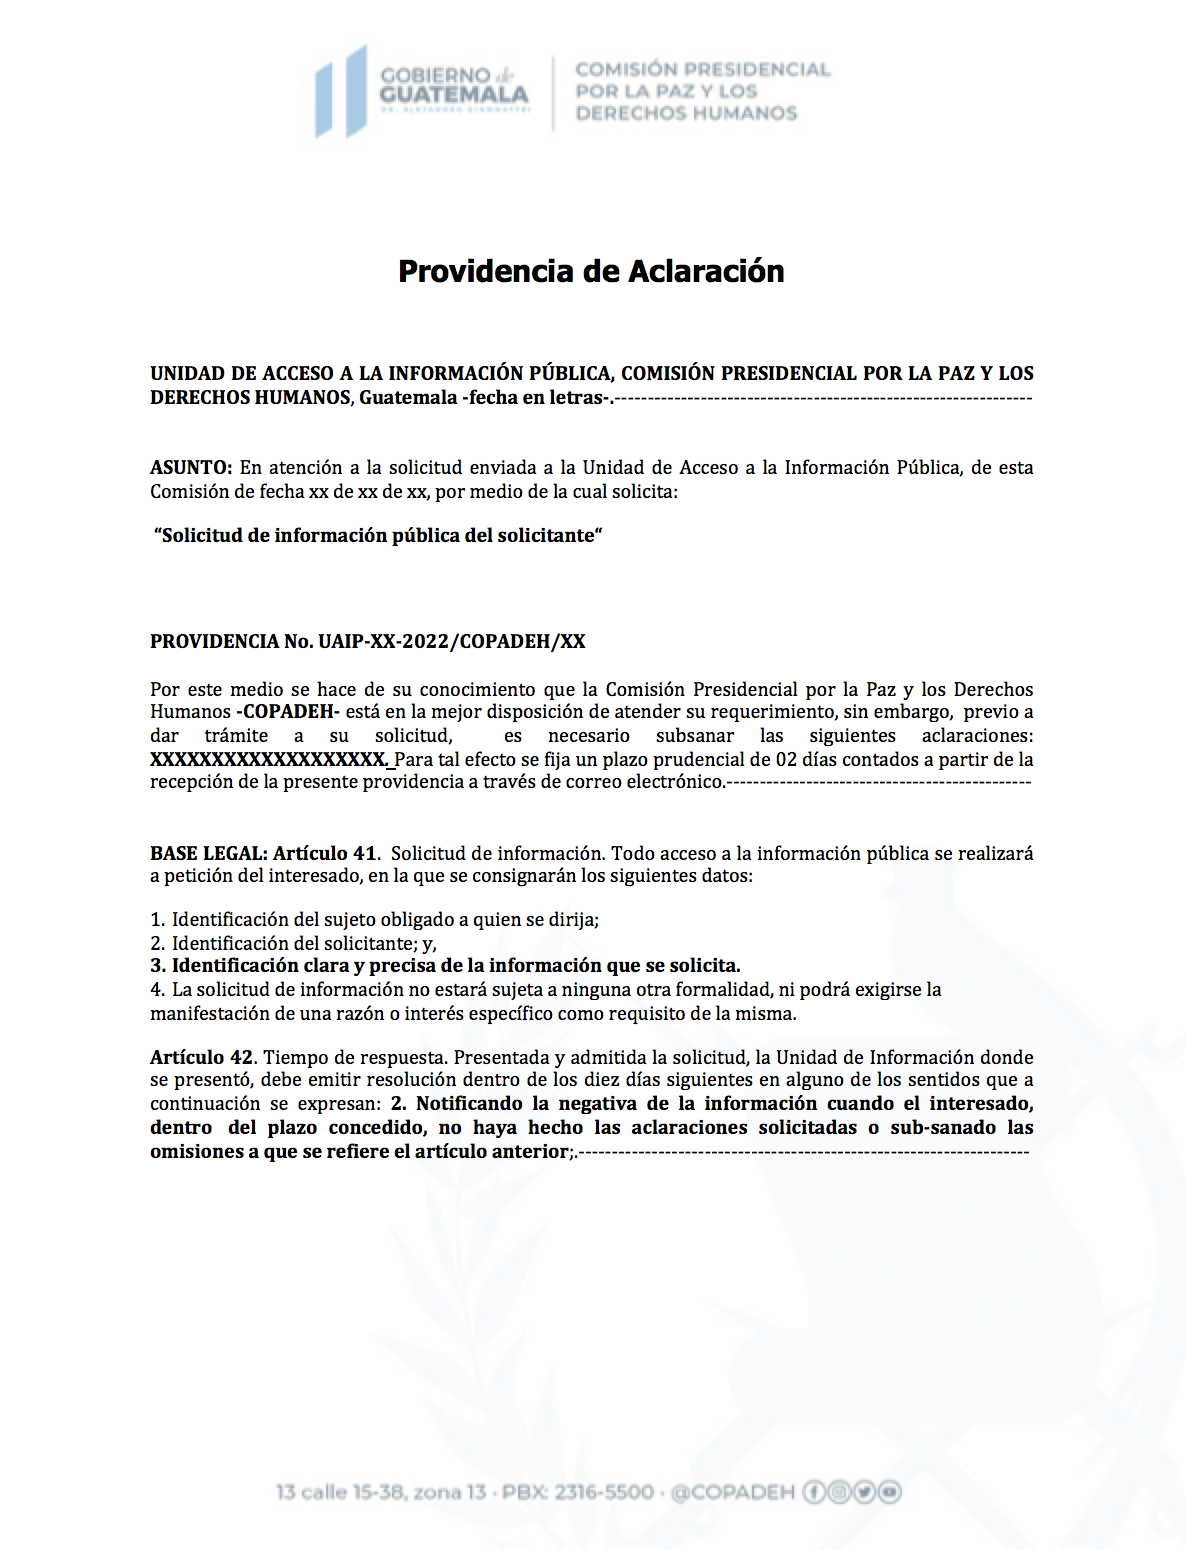 GOBIERNO de
GUATEMALA
DR. ALEJANDRO GIAMMATTEI
COMISIÓN PRESIDENCIAL
POR LA PAZ Y LOS
DERECHOS HUMANOS
Providencia de Aclaración
UNIDAD DE ACCESO A LA INFORMACIÓN PÚBLICA, COMISIÓN PRESIDENCIAL POR LA PAZ Y LOS
DERECHOS HUMANOS, Guatemala -fecha en letras-.---------------------------------------------------------------
ASUNTO: En atención a la solicitud enviada a la Unidad de Acceso a la Información Pública, de esta
Comisión de fecha xx de xx de xx, por medio de la cual solicita:
“Solicitud de información pública del solicitante“
PROVIDENCIA No. UAIP-XX-2022/COPADEH/XX
Por este medio se hace de su conocimiento que la Comisión Presidencial por la Paz y los Derechos
Humanos -COPADEH- está en la mejor disposición de atender su requerimiento, sin embargo, previo a
dar trámite a su solicitud, es necesario subsanar las siguientes aclaraciones:
XXXXXXXXXXXXXXXXXXX. Para tal efecto se fija un plazo prudencial de 02 días contados a partir de la
recepción de la presente providencia a través de correo electrónico.----------------------------------------------
BASE LEGAL: Artículo 41. Solicitud de información. Todo acceso a la información pública se realizará
a petición del interesado, en la que se consignarán los siguientes datos:
1. Identificación del sujeto obligado a quien se dirija;
2. Identificación del solicitante; y,
3. Identificación clara y precisa de la información que se solicita.
4. La solicitud de información no estará sujeta a ninguna otra formalidad, ni podrá exigirse la
manifestación de una razón o interés específico como requisito de la misma.
Artículo 42. Tiempo de respuesta. Presentada y admitida la solicitud, la Unidad de Información donde
se presentó, debe emitir resolución dentro de los diez días siguientes en alguno de los sentidos que a
continuación se expresan: 2. Notificando la negativa de la información cuando el interesado,
dentro del plazo concedido, no haya hecho las aclaraciones solicitadas o sub-sanado las
omisiones a que se refiere el artículo anterior;.--------------------------------------------------------------------
13 calle 15-38, zona 13 · PBX: 2316-5500 · @COPADEH